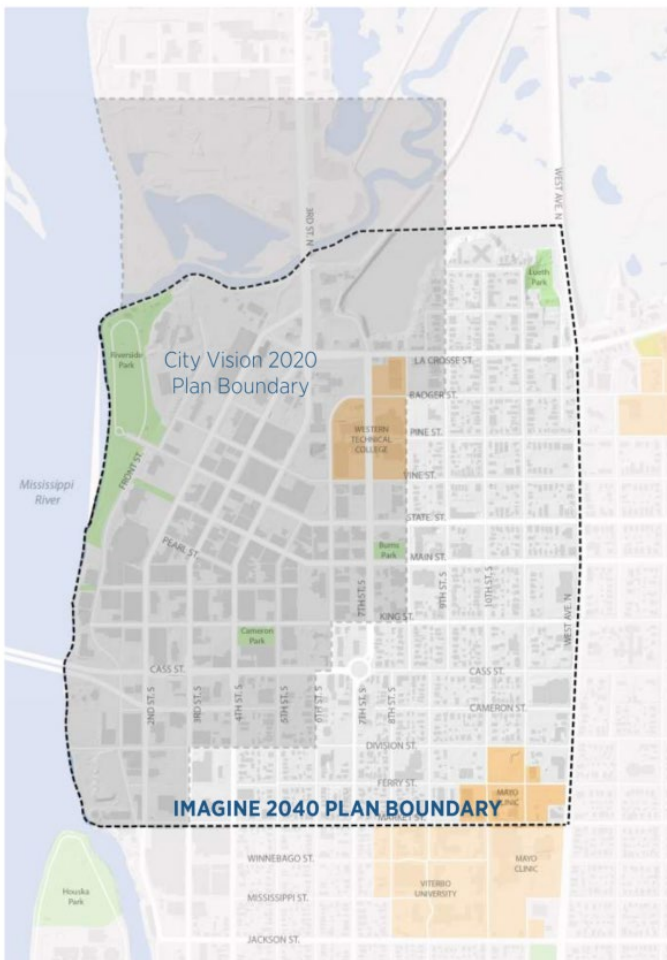 WEST AVE. N
3RD ST. N
Lueth
Park
LA CROSSE ST.
City Vision 2020
Plan Boundary
Riverside
Park
BADGER ST.
WESTERN
TECHNICAL
COLLEGE
PINE ST.
VINE ST.
Mississippi
River
FRONT ST.
STATE ST.
PEARL ST.
Burns
Park
MAIN ST.
7TH ST. S
9TH ST. S
10TH ST. S
KING ST.
WEST AVE. N
Cameron
Park
CASS ST.
CASS ST.
2ND ST. S
3RD ST. S
4TH ST. S
5TH ST. S
6TH ST. S
7TH ST. S
8TH ST. S
CAMERON ST.
DIVISION ST.
FERRY ST.
MAYO
CLINIC
IMAGINE 2040 PLAN BOUNDARY
MARKET ST.
WINNEBAGO ST.
MAYO
CLINIC
Houska
Park
VITERBO
UNIVERSITY
MISSISSIPPI ST.
JACKSON ST.